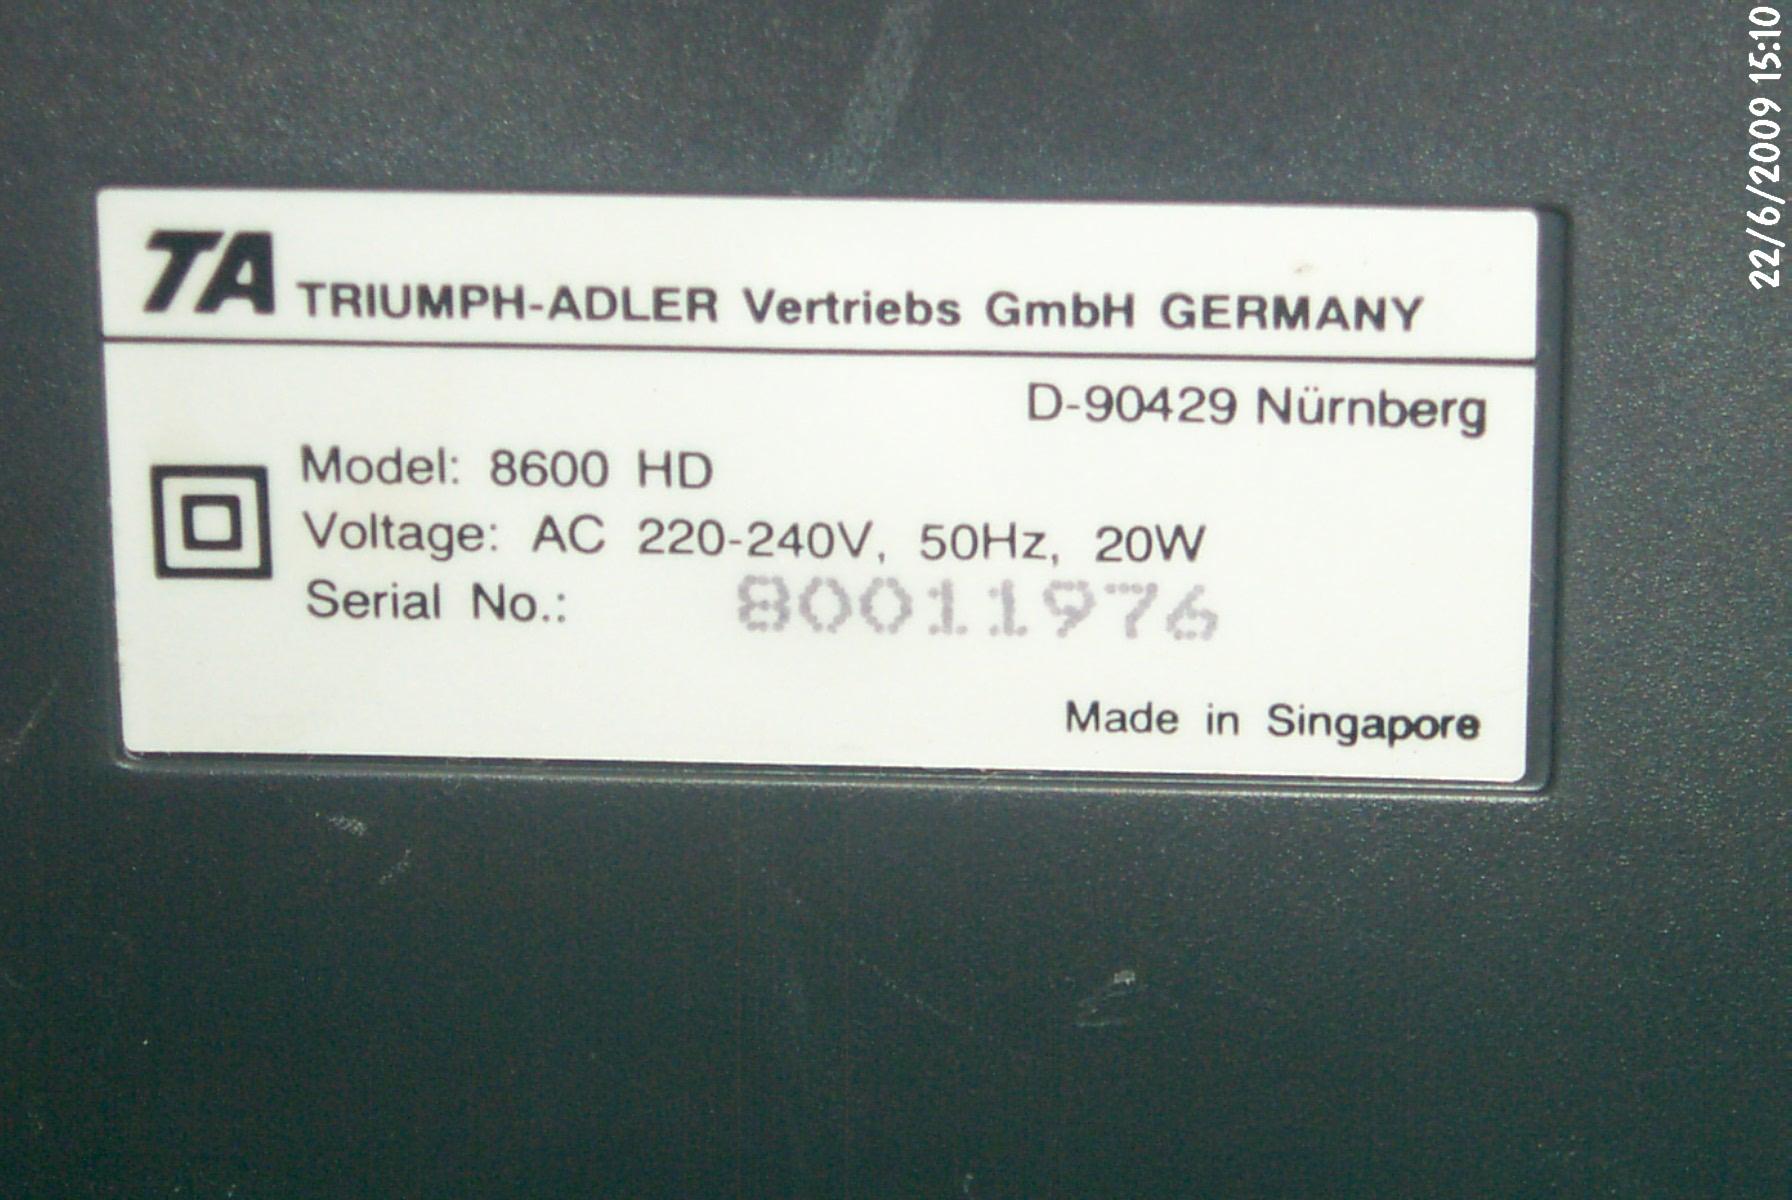 TA TRIUMPH-ADLER Vertriebs GmbH GERMANY
D-90429 Nürnberg
Model: 8600 HD
Voltage: AC 220-240V, 50Hz, 20W
Serial No.: 80011976
Made in Singapore
22/6/2009 15:10